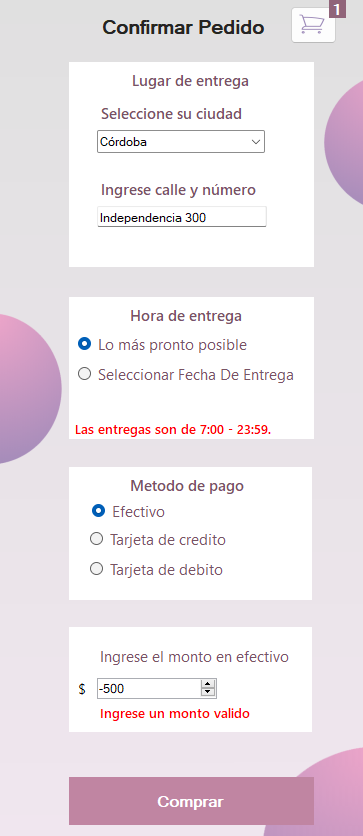 Confirmar Pedido
1
Lugar de entrega
Seleccione su ciudad
Córdoba
Ingrese calle y número
Independencia 300
Hora de entrega
Lo más pronto posible
Seleccionar Fecha De Entrega
Las entregas son de 7:00 - 23:59.
Metodo de pago
Efectivo
Tarjeta de credito
Tarjeta de debito
Ingrese el monto en efectivo
$ -500
Ingrese un monto valido
Comprar